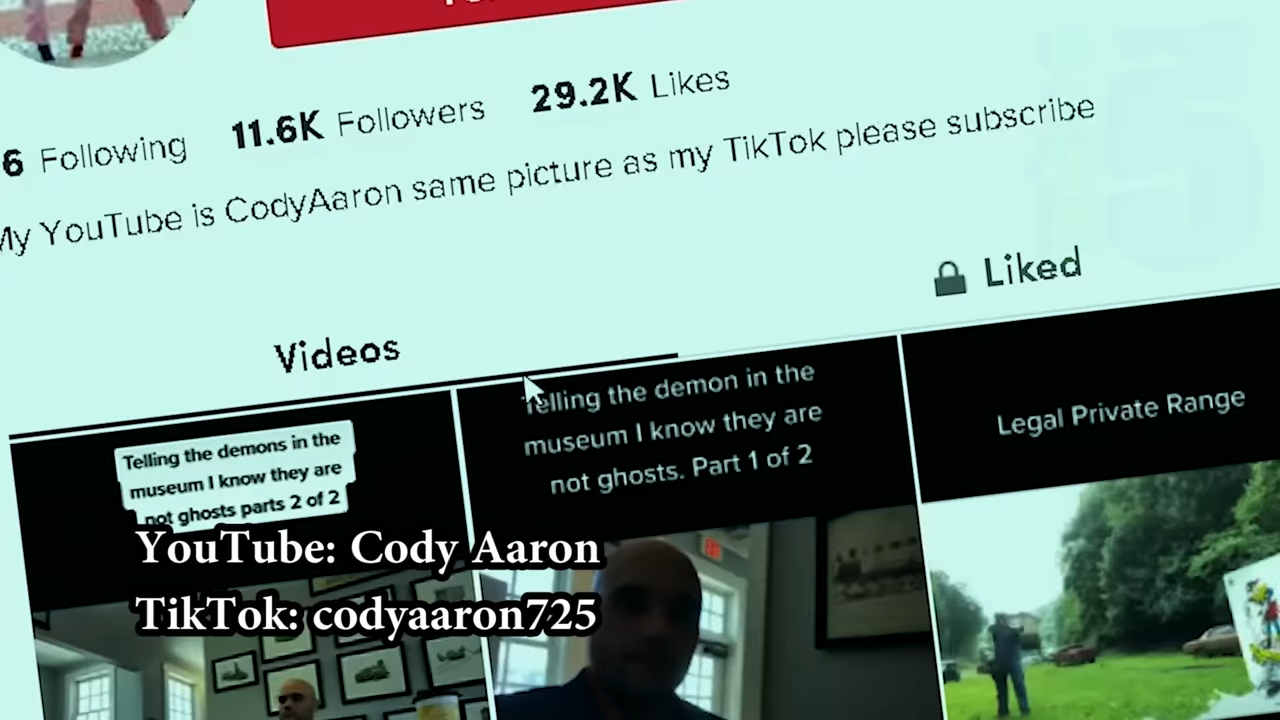 6 Following 11.6K Followers 29.2K Likes
My YouTube is CodyAaron same picture as my TikTok please subscribe
Videos
Liked
Telling the demons in the
museum I know they are
not ghosts parts 2 of 2
Telling the demon in the
museum I know they are
not ghosts. Part 1 of 2
Legal Private Range
YouTube: Cody Aaron
TikTok: codyaaron725